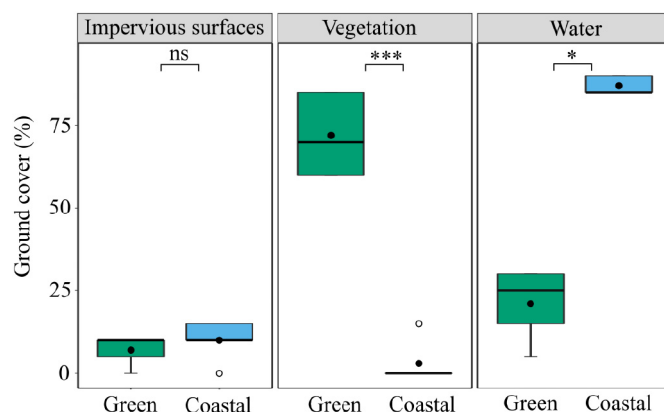 Impervious surfaces Vegetation Water
ns *** *
Ground cover (%)
75
50
25
0
Green Coastal Green Coastal Green Coastal